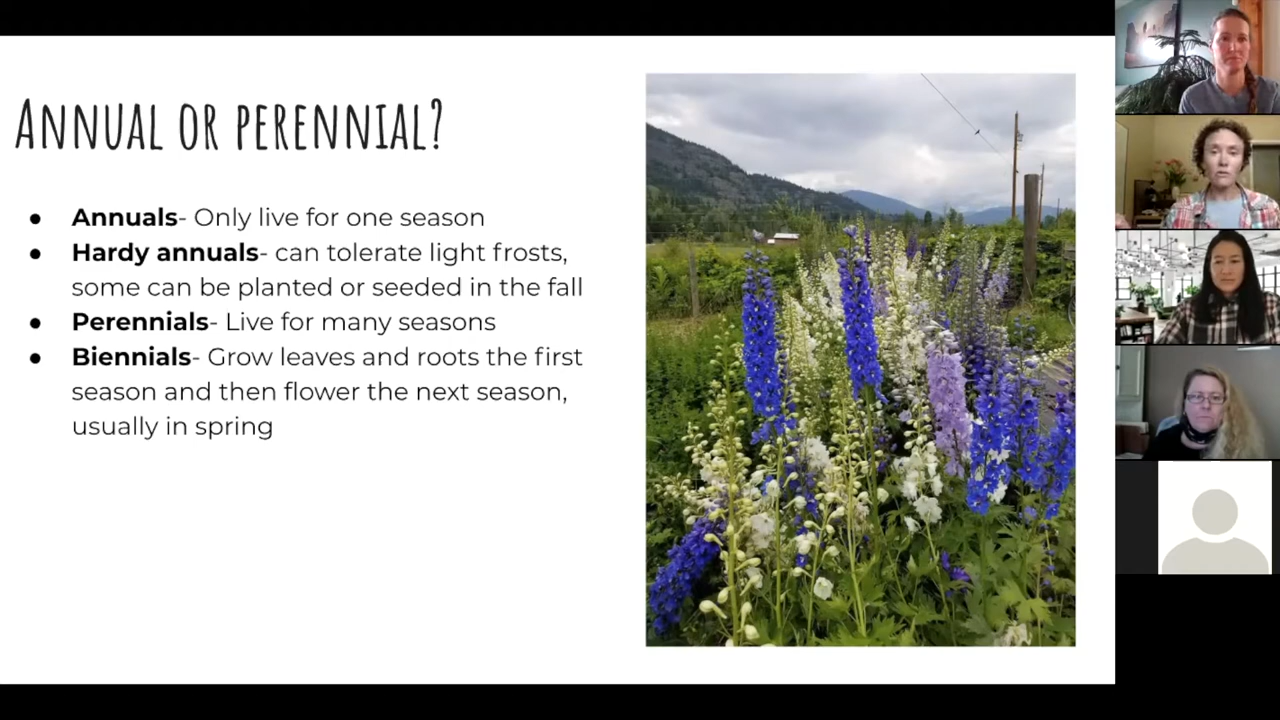 ANNUAL OR PERENNIAL?
● Annuals- Only live for one season
● Hardy annuals- can tolerate light frosts,
some can be planted or seeded in the fall
● Perennials- Live for many seasons
● Biennials- Grow leaves and roots the first
season and then flower the next season,
usually in spring